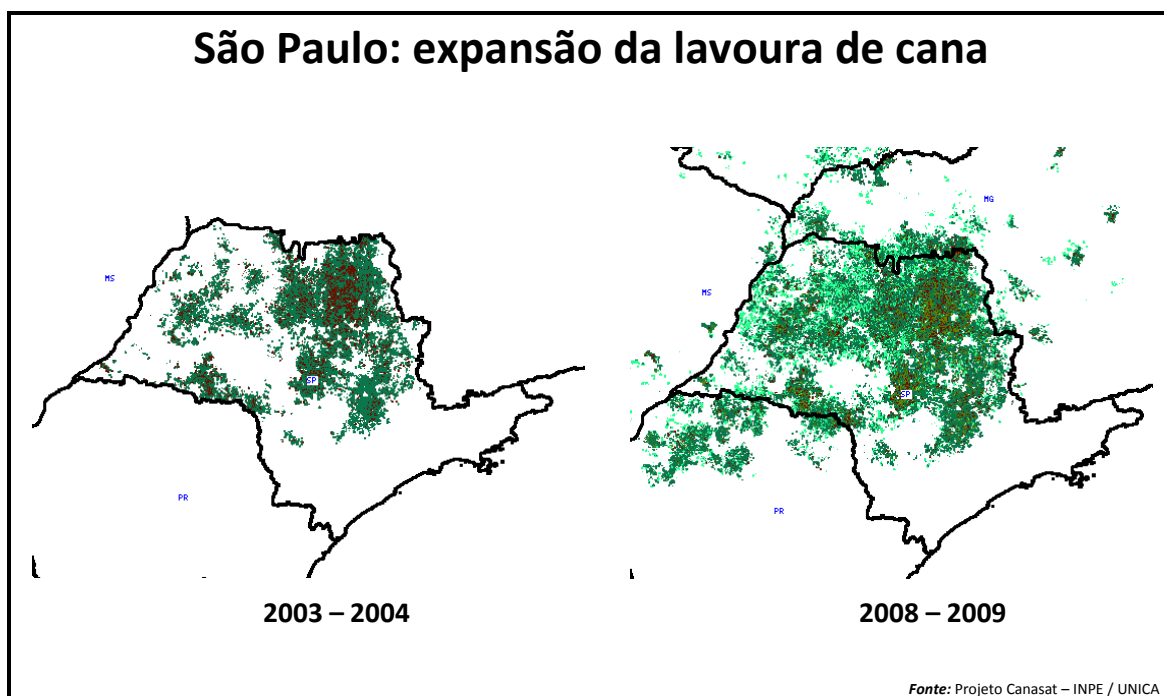 São Paulo: expansão da lavoura de cana
MS
SP
PR
MG
MS
SP
PR
2003 – 2004
2008 – 2009
Fonte: Projeto Canasat – INPE / UNICA